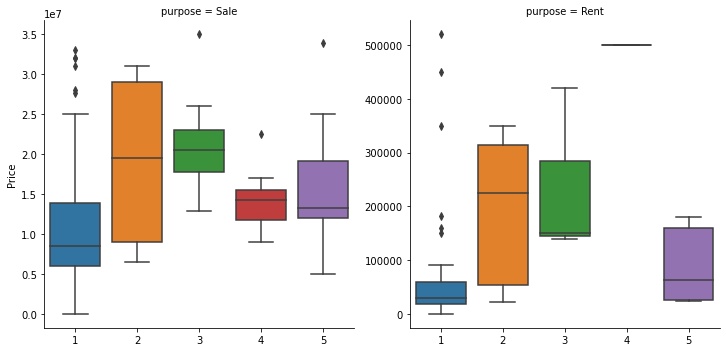 purpose = Sale
1e7
3.5
3.0
2.5
2.0
1.5
1.0
0.5
0.0
Price
1 2 3 4 5
purpose = Rent
500000
400000
300000
200000
100000
0
1 2 3 4 5